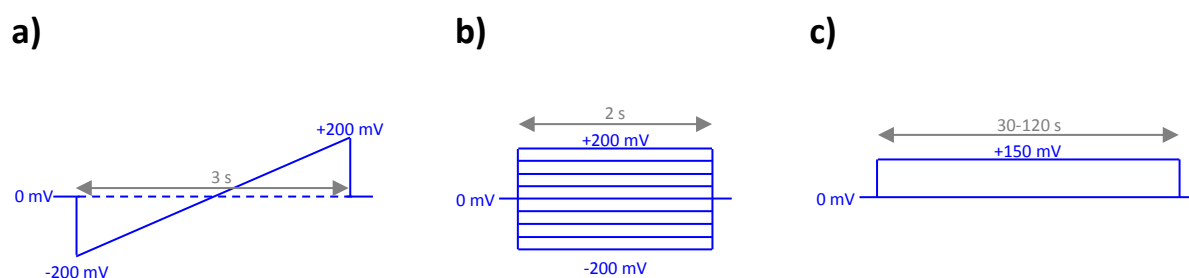 a)
+200 mV
3 s
0 mV
-200 mV
b)
2 s
+200 mV
0 mV
-200 mV
c)
30-120 s
+150 mV
0 mV